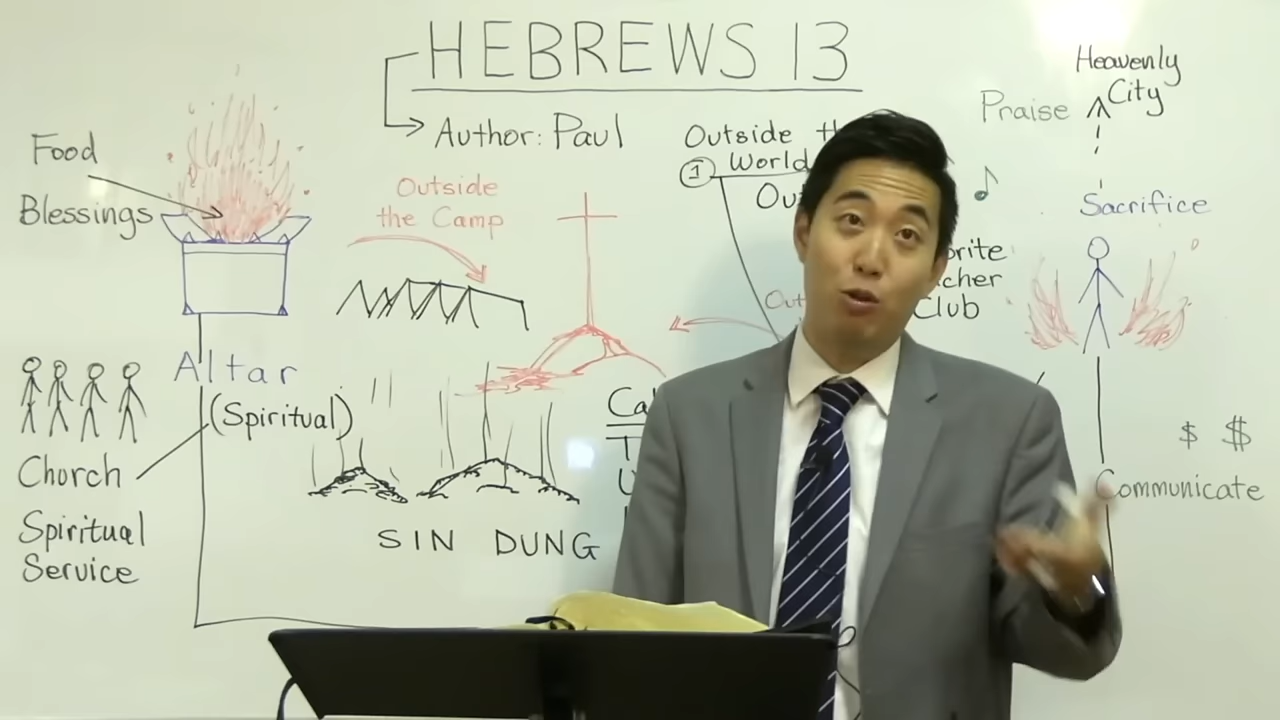 HEBREWS 13
Author: Paul
Food
Blessings
Altar
(Spiritual)
Church
Spiritual
Service
Outside
the Camp
SIN DUNG
Outside
① World
Club
Praise
Heavenly
City
Sacrifice
$ $
Communicate